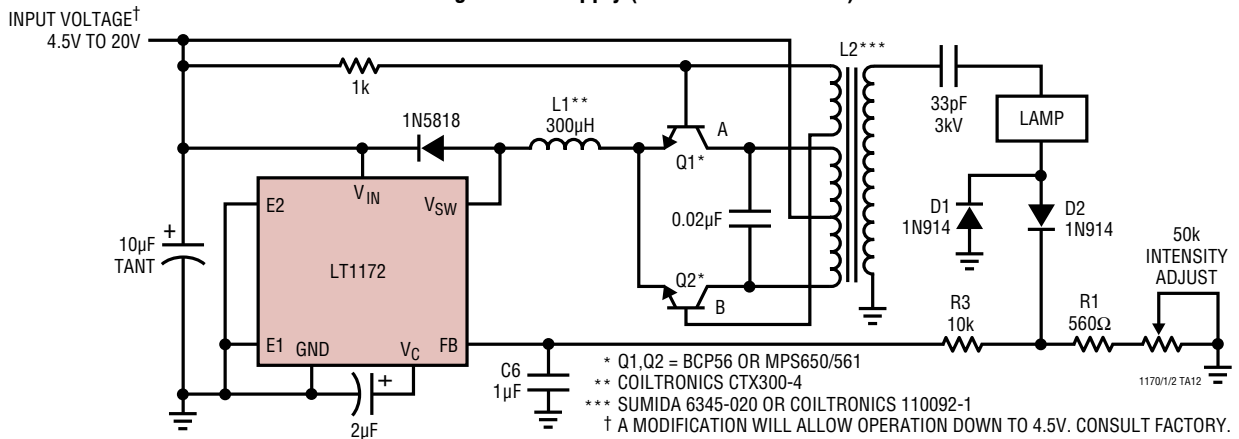 INPUT VOLTAGE†
4.5V TO 20V
1k
1N5818
L1**
300µH
Q1*
A
L2***
33pF
3kV
LAMP
D1
1N914
D2
1N914
50k
INTENSITY
ADJUST
10µF
TANT
+
E2
VIN
VSW
LT1172
E1
GND
VC
FB
0.02µF
Q2*
B
R3
10k
R1
560Ω
C6
1µF
+
2µF
* Q1,Q2 = BCP56 OR MPS650/561
** COILTRONICS CTX300-4
*** SUMIDA 6345-020 OR COILTRONICS 110092-1
† A MODIFICATION WILL ALLOW OPERATION DOWN TO 4.5V. CONSULT FACTORY.
1170/1/2 TA12